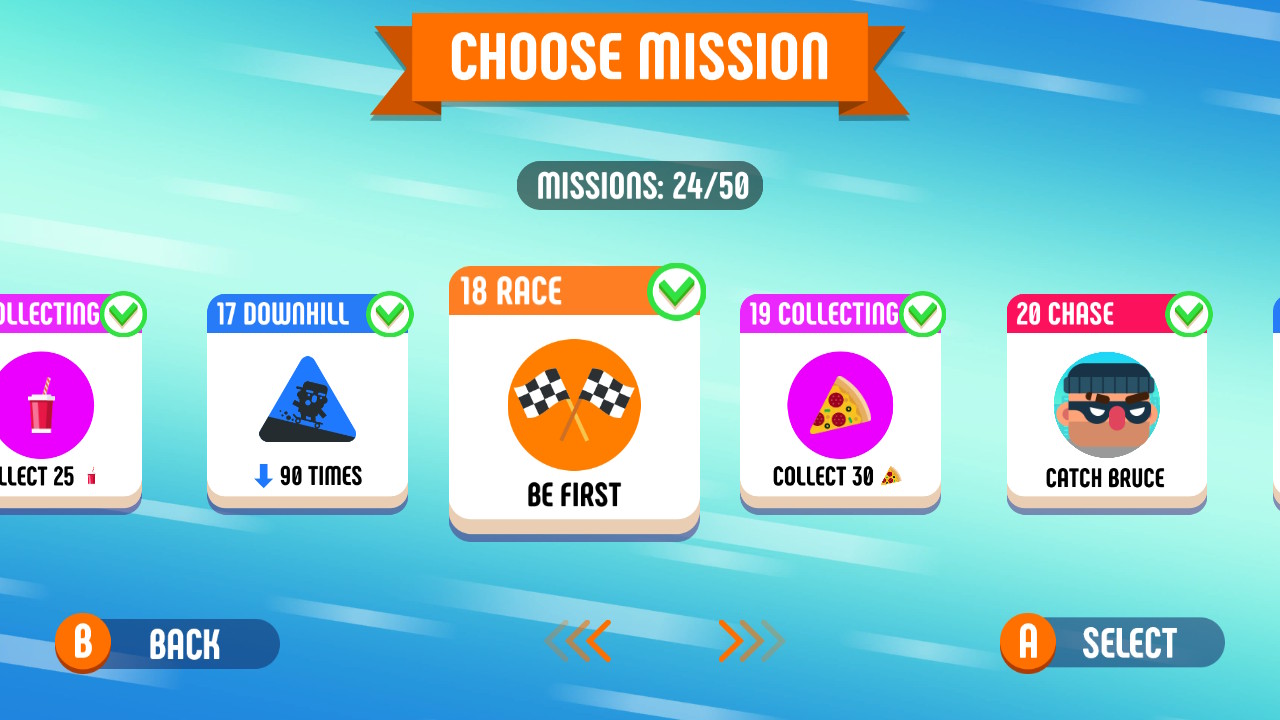 CHOOSE MISSION
MISSIONS: 24/50
OLLECTING
17 DOWNHILL
18 RACE
19 COLLECTING
20 CHASE
LLECT 25
90 TIMES
BE FIRST
COLLECT 30
CATCH BRUCE
B BACK
A SELECT